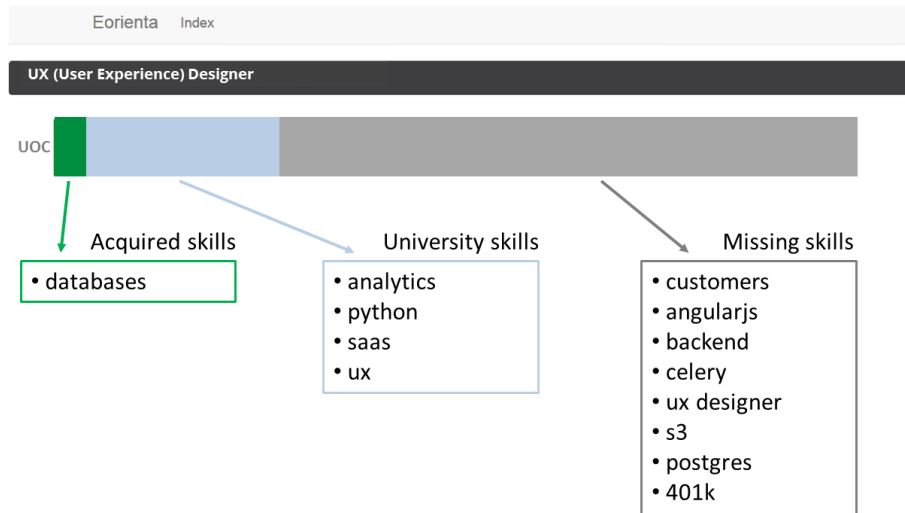 Eorienta Index
UX (User Experience) Designer
UOC
Acquired skills
• databases
University skills
• analytics
• python
• saas
• ux
Missing skills
• customers
• angularjs
• backend
• celery
• ux designer
• s3
• postgres
• 401k